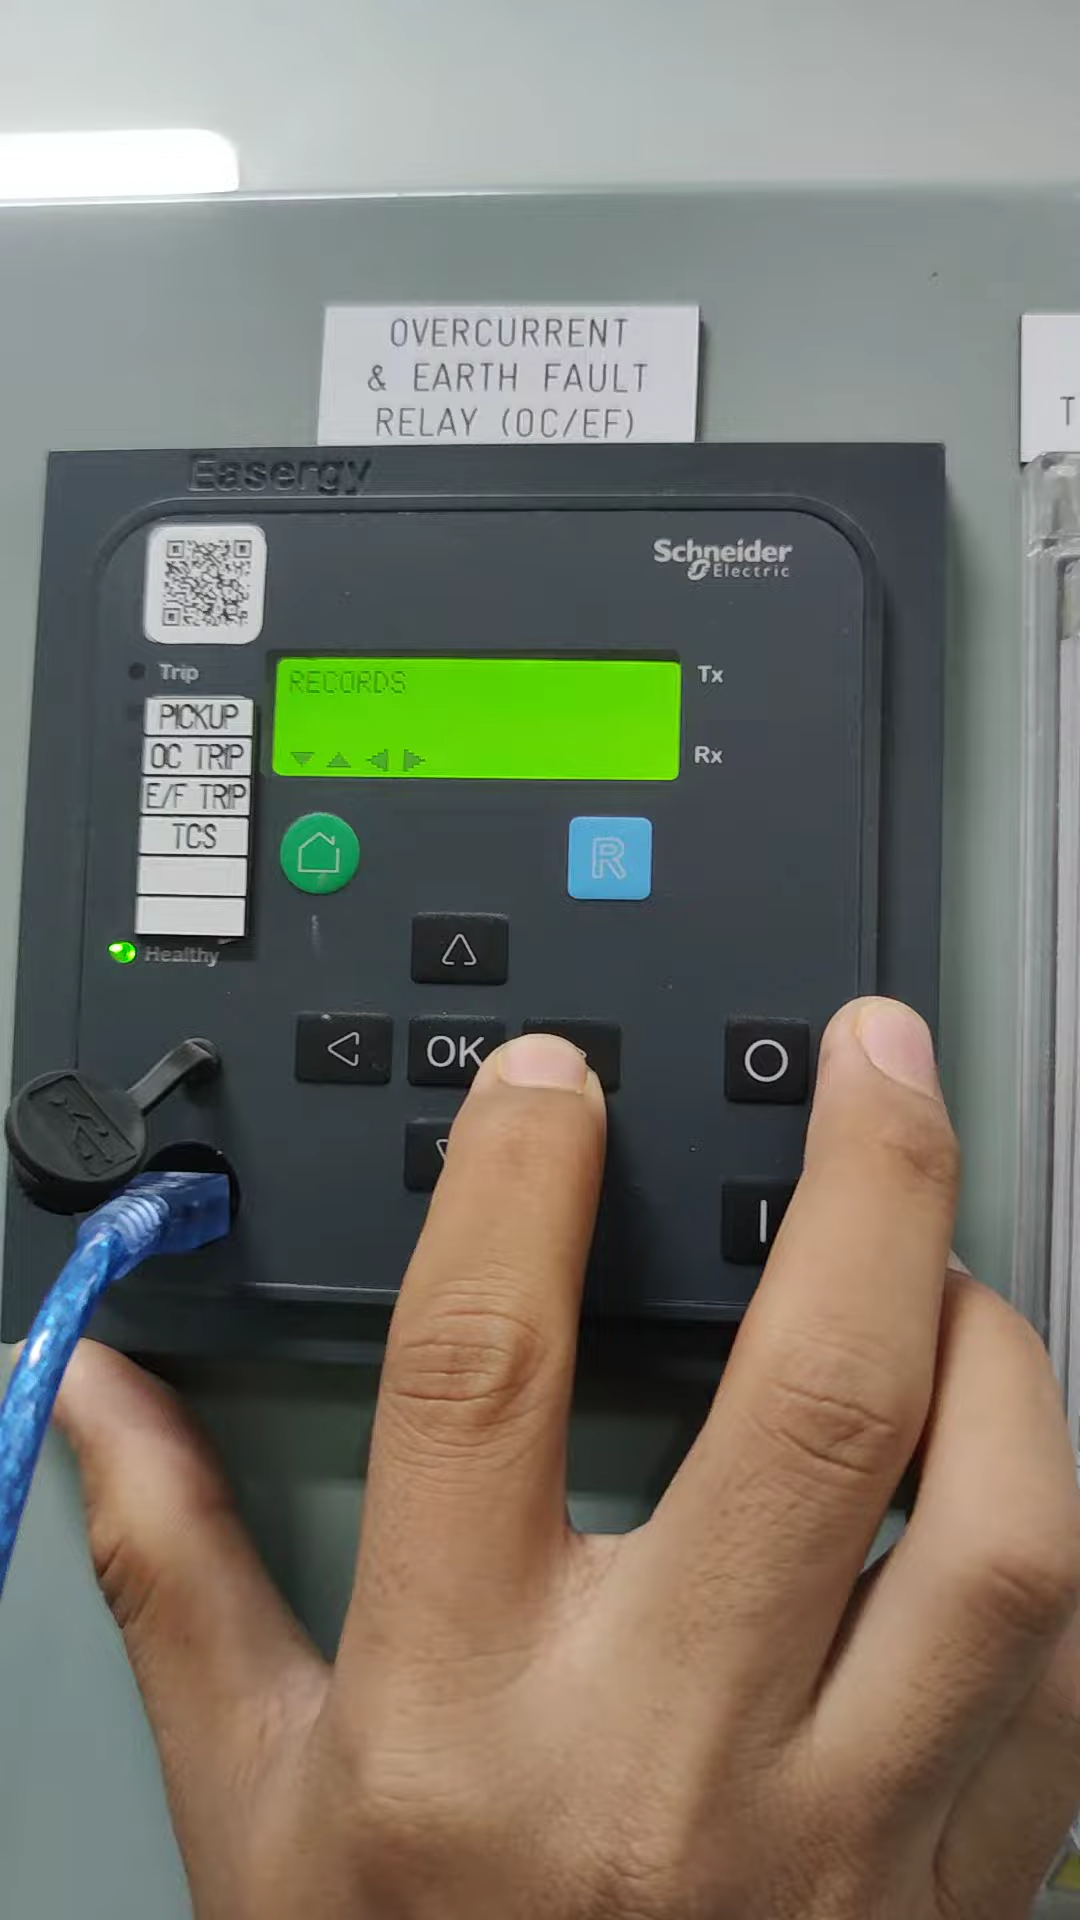 OVERCURRENT
& EARTH FAULT
RELAY (OC/EF)
T
Easergy
Schneider
Electric
Trip
RECORDS
Tx
PICKUP
OC TRIP
Rx
E/F TRIP
TCS
R
Healthy
OK